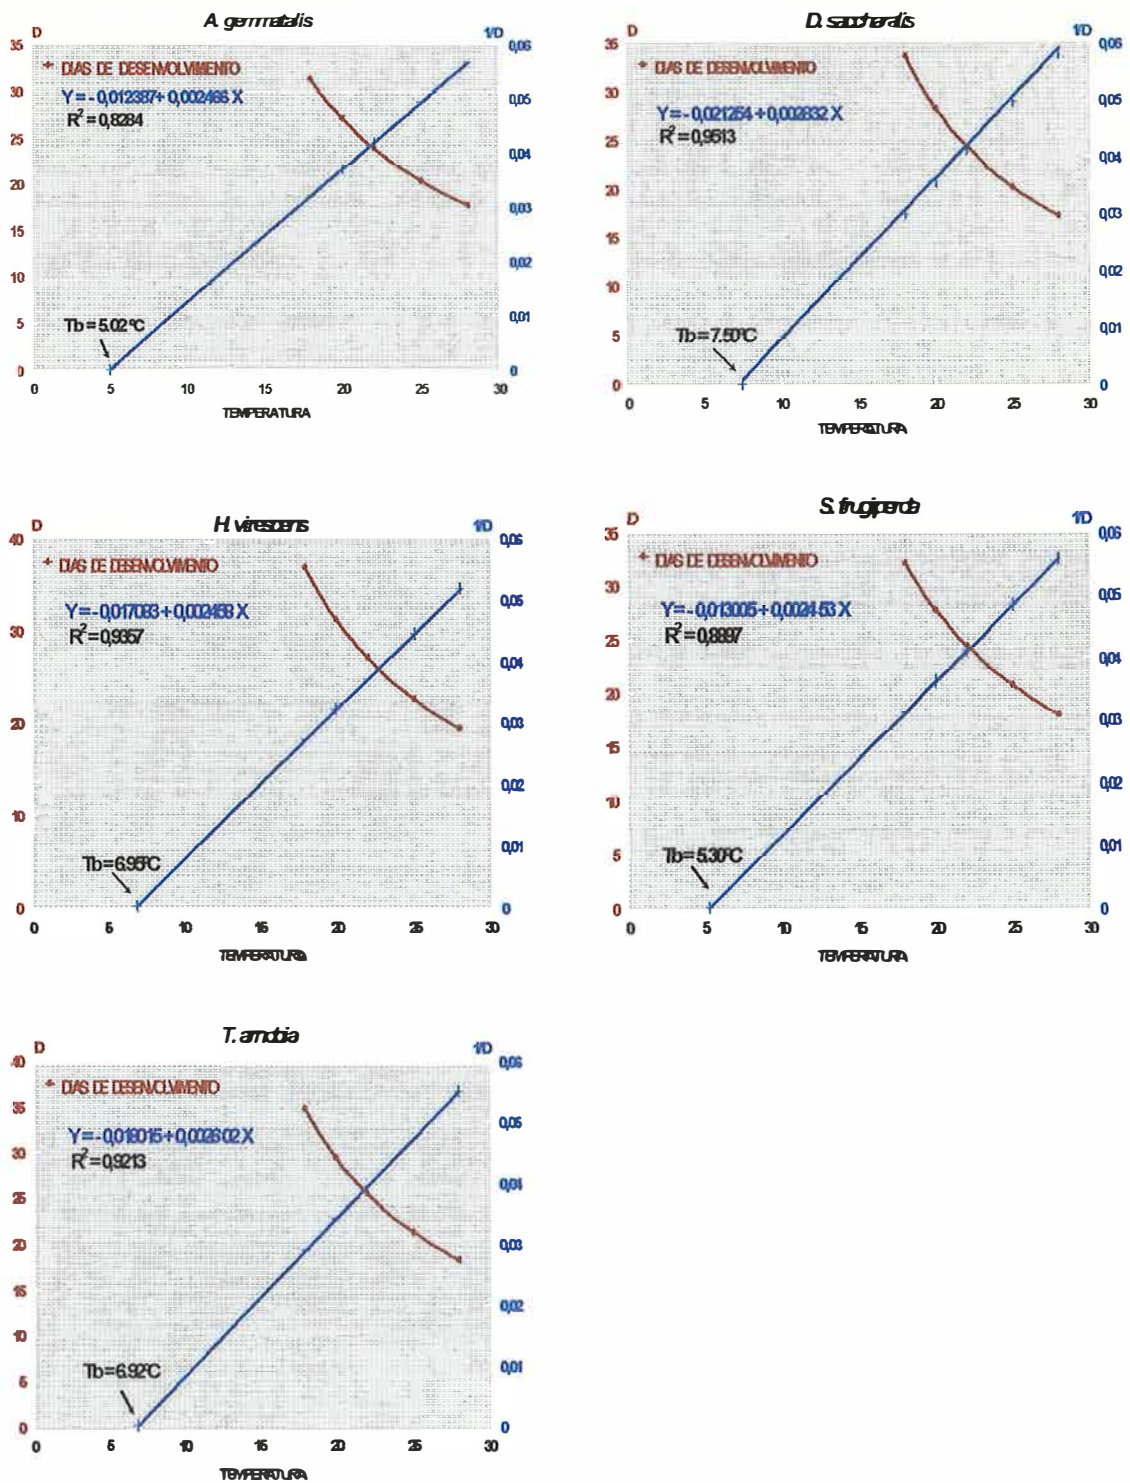 A. gemmatalis
D 1/D
35 0,06
DIAS DE DESENVOLVIMENTO
30 Y = - 0,012387+ 0,002466 X 0,05
R² = 0,8284
25 0,04
20 0,03
15
10 0,02
5 Tb = 5.02 ºC 0,01
0 0
0 5 10 15 20 25 30
TEMPERATURA
D. saccharalis
D 1/D
35 0,06
DIAS DE DESENVOLVIMENTO
30 Y = - 0,021254 + 0,002832 X 0,05
R² = 0,9513
25 0,04
20 0,03
15
10 0,02
5 Tb = 7.50ºC 0,01
0 0
0 5 10 15 20 25 30
TEMPERATURA
H. virescens
D 1/D
40 0,06
DIAS DE DESENVOLVIMENTO
Y = - 0,017083 + 0,002458 X 0,05
R² = 0,9357
30 0,04
20 0,03
10 0,02
Tb = 6.95ºC 0,01
0 0
0 5 10 15 20 25 30
TEMPERATURA
S. frugiperda
D 1/D
35 0,06
DIAS DE DESENVOLVIMENTO
30 Y = -0,013005 + 0,002453 X 0,05
R² = 0,8897
25 0,04
20 0,03
15
10 0,02
5 Tb = 5.30ºC 0,01
0 0
0 5 10 15 20 25 30
TEMPERATURA
T. arnobia
D 1/D
40 0,06
DIAS DE DESENVOLVIMENTO
35 0,05
Y = - 0,018015 + 0,002602 X
30 R² = 0,9213
25 0,04
20 0,03
15 0,02
10
5 Tb = 6.92ºC 0,01
0 0
0 5 10 15 20 25 30
TEMPERATURA